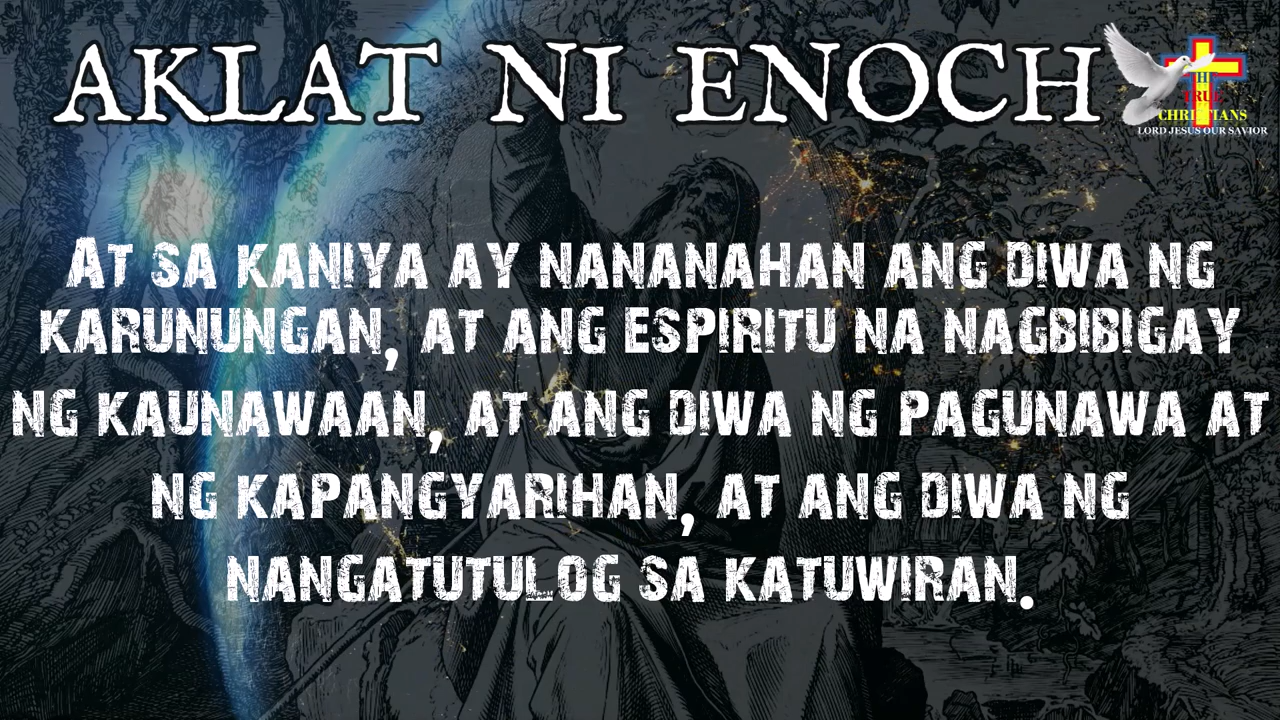 AKLAT NI ENOCH
THE
TRUE
CHRISTIANS
LORD JESUS OUR SAVIOR
At sa kaniya ay nananahan ang diwa ng
karunungan, at ang espiritu na nagbibigay
ng kaunawaan, at ang diwa ng pagunawa at
ng kapangyarihan, at ang diwa ng
nangatutulog sa katuwiran.